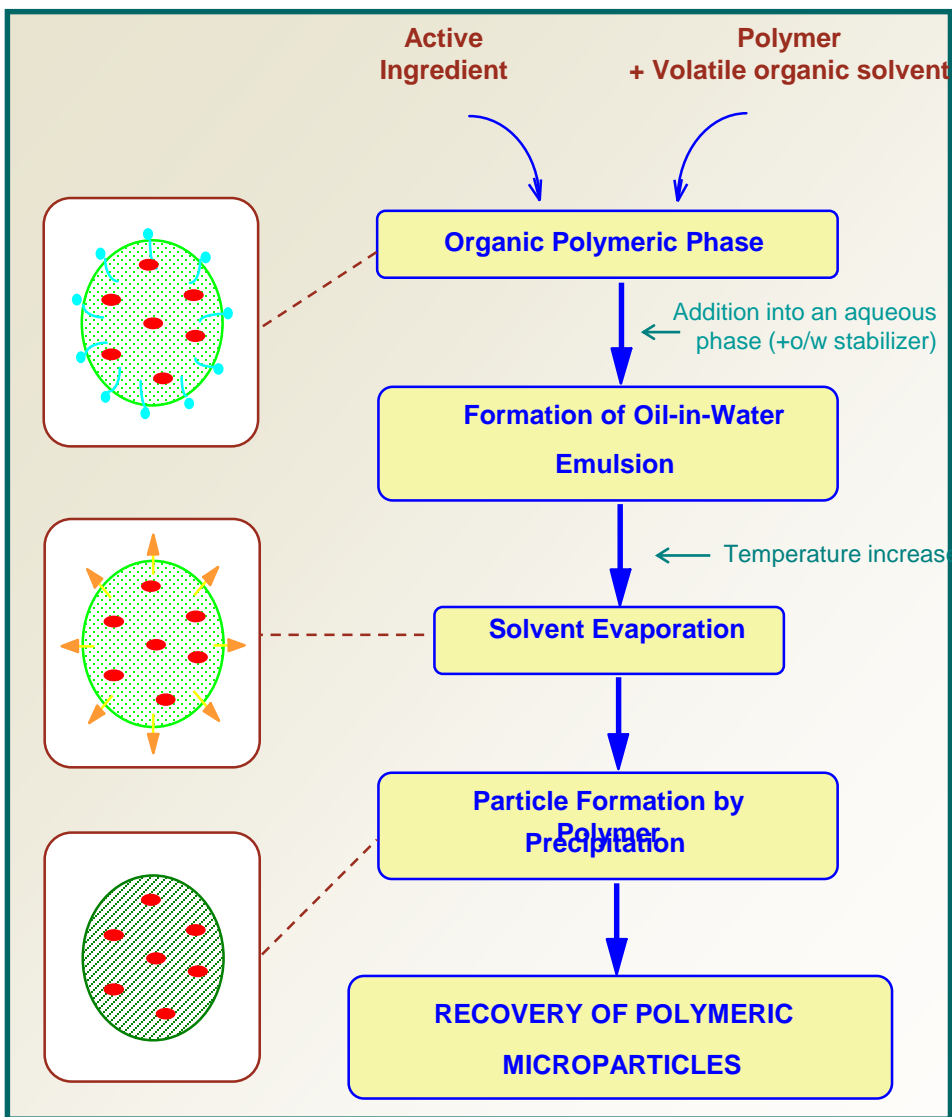 Active
Ingredient
Polymer
+ Volatile organic solvent
Organic Polymeric Phase
Addition into an aqueous
phase (+o/w stabilizer)
Formation of Oil-in-Water
Emulsion
Temperature increase
Solvent Evaporation
Particle Formation by
Polymer
Precipitation
RECOVERY OF POLYMERIC
MICROPARTICLES